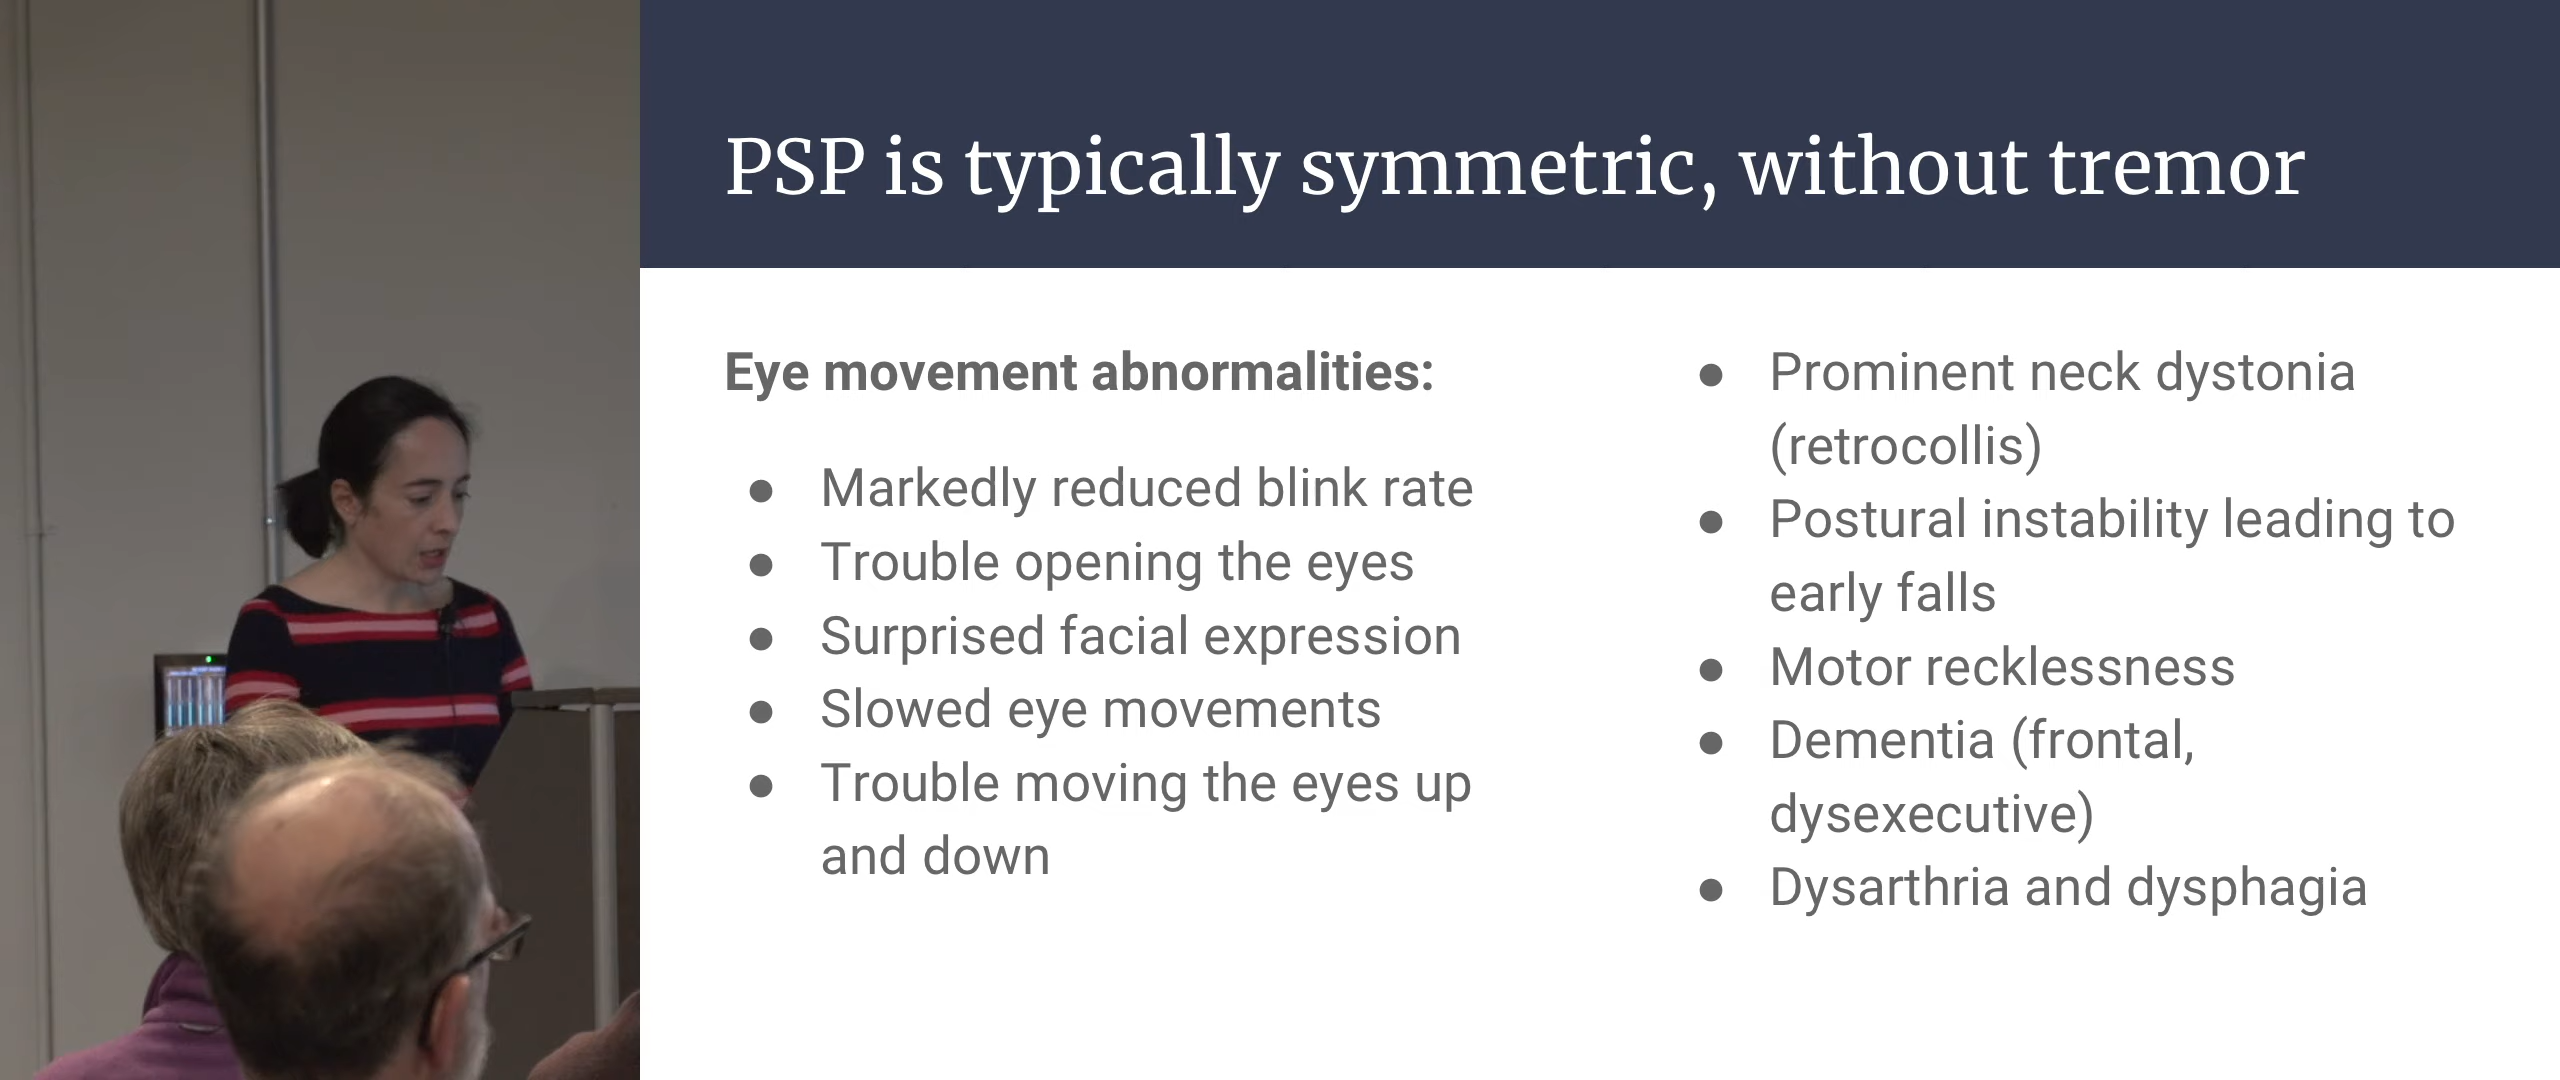 PSP is typically symmetric, without tremor
Eye movement abnormalities:
● Markedly reduced blink rate
● Trouble opening the eyes
● Surprised facial expression
● Slowed eye movements
● Trouble moving the eyes up
and down
● Prominent neck dystonia
(retrocollis)
● Postural instability leading to
early falls
● Motor recklessness
● Dementia (frontal,
dysexecutive)
● Dysarthria and dysphagia